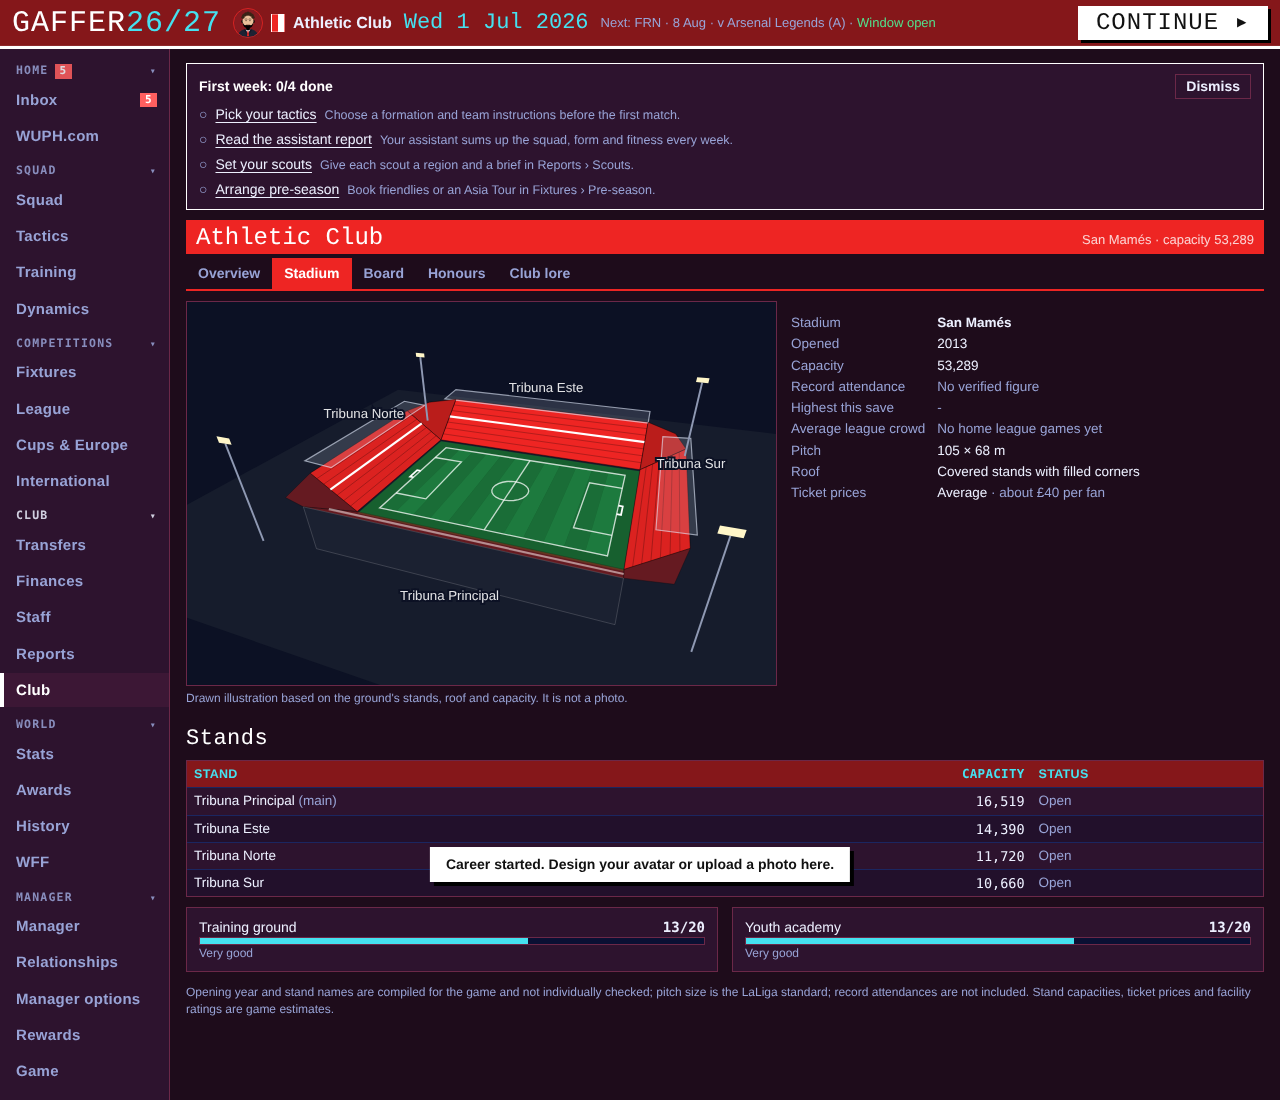 GAFFER26/27 Athletic Club Wed 1 Jul 2026 Next: FRN · 8 Aug · v Arsenal Legends (A) · Window open CONTINUE ►
HOME 5 ▾
Inbox 5
WUPH.com
SQUAD ▾
Squad
Tactics
Training
Dynamics
COMPETITIONS ▾
Fixtures
League
Cups & Europe
International
CLUB ▾
Transfers
Finances
Staff
Reports
Club
WORLD ▾
Stats
Awards
History
WFF
MANAGER ▾
Manager
Relationships
Manager options
Rewards
Game
First week: 0/4 done Dismiss
○ Pick your tactics Choose a formation and team instructions before the first match.
○ Read the assistant report Your assistant sums up the squad, form and fitness every week.
○ Set your scouts Give each scout a region and a brief in Reports › Scouts.
○ Arrange pre-season Book friendlies or an Asia Tour in Fixtures › Pre-season.
Athletic Club San Mamés · capacity 53,289
Overview Stadium Board Honours Club lore
Tribuna Este
Tribuna Norte
Tribuna Sur
Tribuna Principal
Stadium San Mamés
Opened 2013
Capacity 53,289
Record attendance No verified figure
Highest this save -
Average league crowd No home league games yet
Pitch 105 × 68 m
Roof Covered stands with filled corners
Ticket prices Average · about £40 per fan
Drawn illustration based on the ground's stands, roof and capacity. It is not a photo.
Stands
STAND CAPACITY STATUS
Tribuna Principal (main) 16,519 Open
Tribuna Este 14,390 Open
Tribuna Norte 11,720 Open
Tribuna Sur 10,660 Open
Career started. Design your avatar or upload a photo here.
Training ground 13/20
Very good
Youth academy 13/20
Very good
Opening year and stand names are compiled for the game and not individually checked; pitch size is the LaLiga standard; record attendances are not included. Stand capacities, ticket prices and facility
ratings are game estimates.